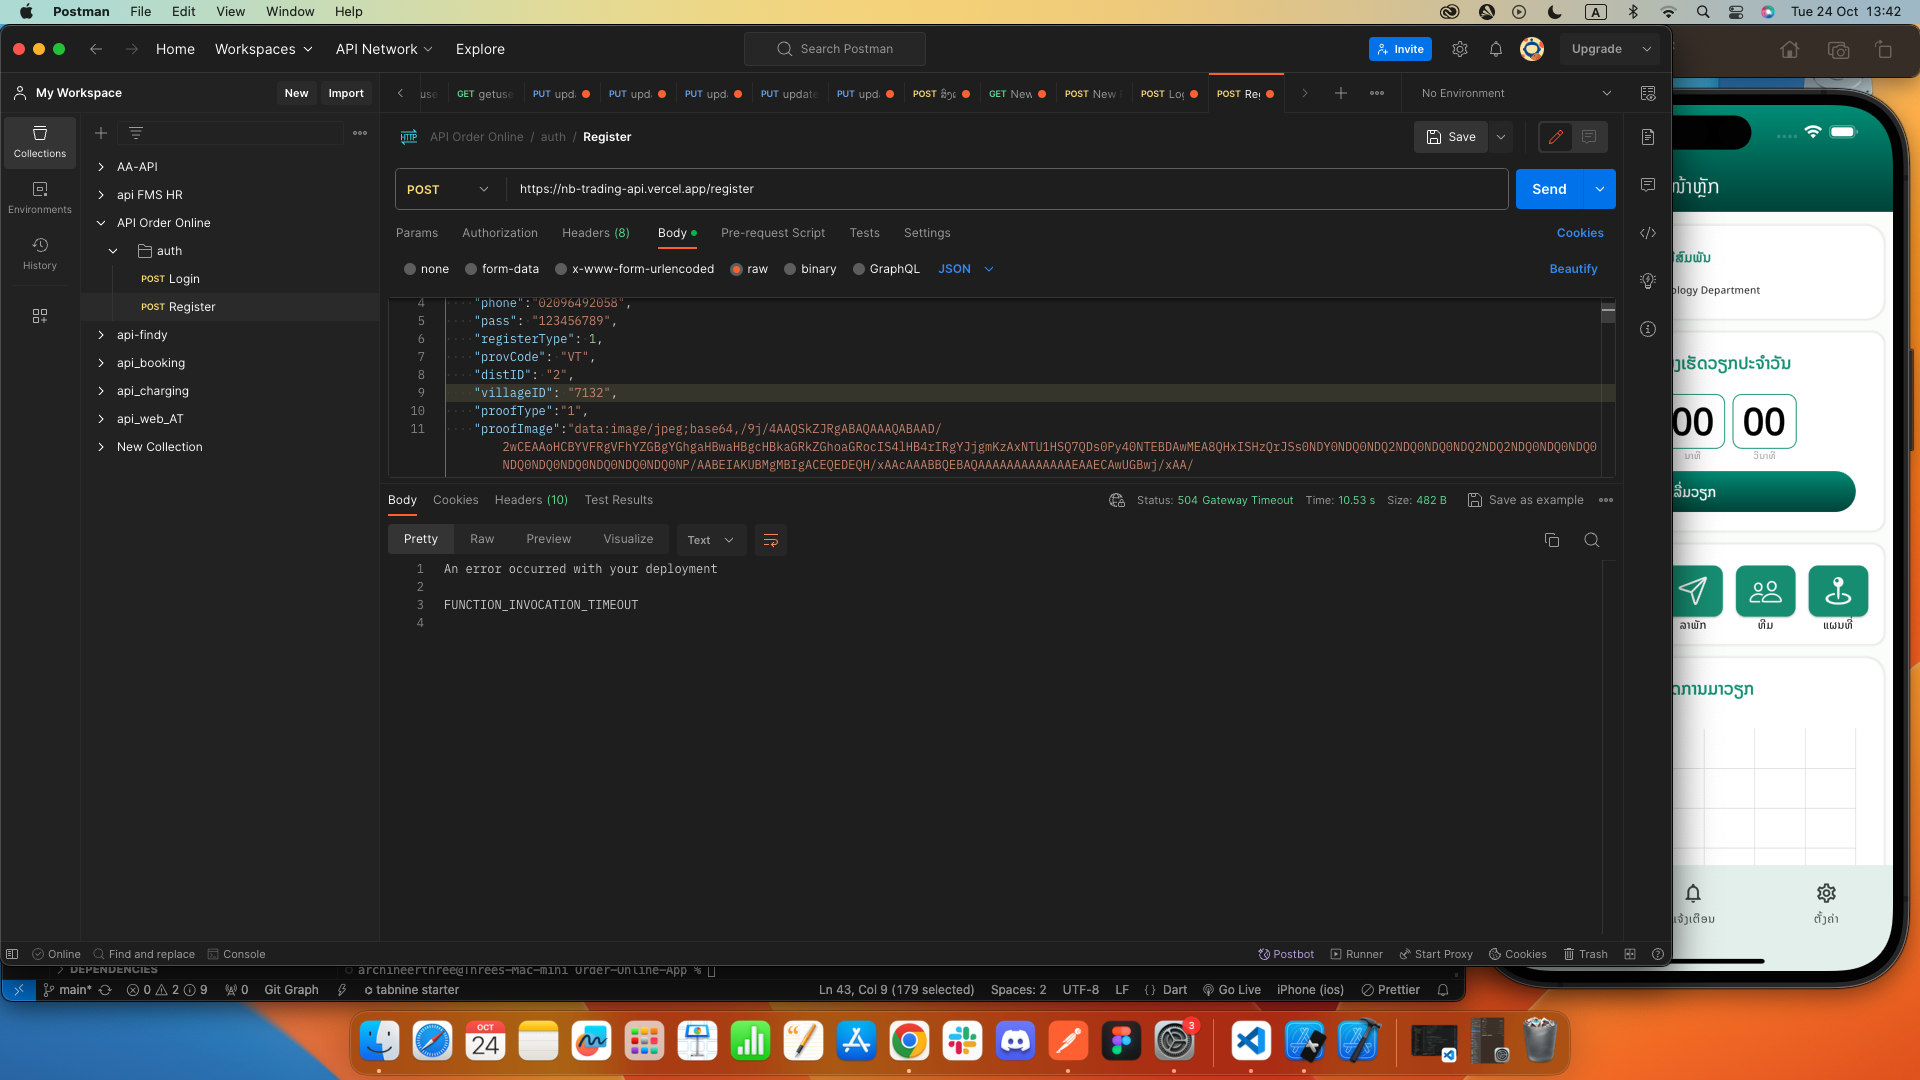 Postman File Edit View Window Help
A
Tue 24 Oct 13:42
Home Workspaces API Network Explore
Search Postman
Invite
Upgrade
My Workspace
New Import
GET getuse
PUT upd
PUT upd
PUT upd
PUT update
PUT upd
POST
GET New
POST New
POST Lo
POST Re
No Environment
Collections
Environments
History
AA-API
api FMS HR
API Order Online
auth
POST Login
POST Register
api-findy
api_booking
api_charging
api_web_AT
New Collection
API Order Online / auth / Register
Save
POST
https://nb-trading-api.vercel.app/register
Send
Params Authorization Headers (8) Body Pre-request Script Tests Settings
Cookies
none form-data x-www-form-urlencoded raw binary GraphQL JSON
Beautify
4 "phone":"02096492058",
5 "pass": "123456789",
6 "registerType": 1,
7 "provCode": "VT",
8 "distID": "2",
9 "villageID": "7132",
10 "proofType":"1",
11 "proofImage":"data:image/jpeg;base64,/9j/4AAQSkZJRgABAQAAAQABAAD/
2wCEAAoHCBYVFRgVFhYZGBgYGhgaHBwaHBgcHBkaGRkZGhoaGRocIS4lHB4rIRgYJjgmKzAxNTU1HSQ7QDs0Py40NTEBDAwMEA8QHxISHzQrJSs0NDY0NDQ0NDQ2NDQ0NDQ0NDQ2NDQ2NDQ0NDQ0NDQ0
NDQ0NDQ0NDQ0NDQ0NDQ0NDQ0NP/AABEIAKUBMgMBIgACEQEDEQH/xAAcAAABBQEBAQAAAAAAAAAAAAAEAAECAwUGBwj/xAA/
Body Cookies Headers (10) Test Results
Status: 504 Gateway Timeout Time: 10.53 s Size: 482 B Save as example
Pretty Raw Preview Visualize Text
1 An error occurred with your deployment
2
3 FUNCTION_INVOCATION_TIMEOUT
4
Online Find and replace Console
Postbot Runner Start Proxy Cookies Trash
DEPENDENCIES
archineerthree@Threes-Mac-mini Order-Online-App %
main* 0 2 9 0 Git Graph tabnine starter
Ln 43, Col 9 (179 selected) Spaces: 2 UTF-8 LF {} Dart Go Live iPhone (ios) Prettier
ໜ້າຫຼັກ
ສົມພັນ
ology Department
ເຮັດວຽກປະຈຳວັນ
00 00
ນາທີ ວິນາທີ
ລີ່ມວຽກ
ລາພັກ ທີມ ແຜນທີ່
ການມາວຽກ
ຈ້ງເຕືອນ ຕັ້ງຄ່າ
OCT
24
3